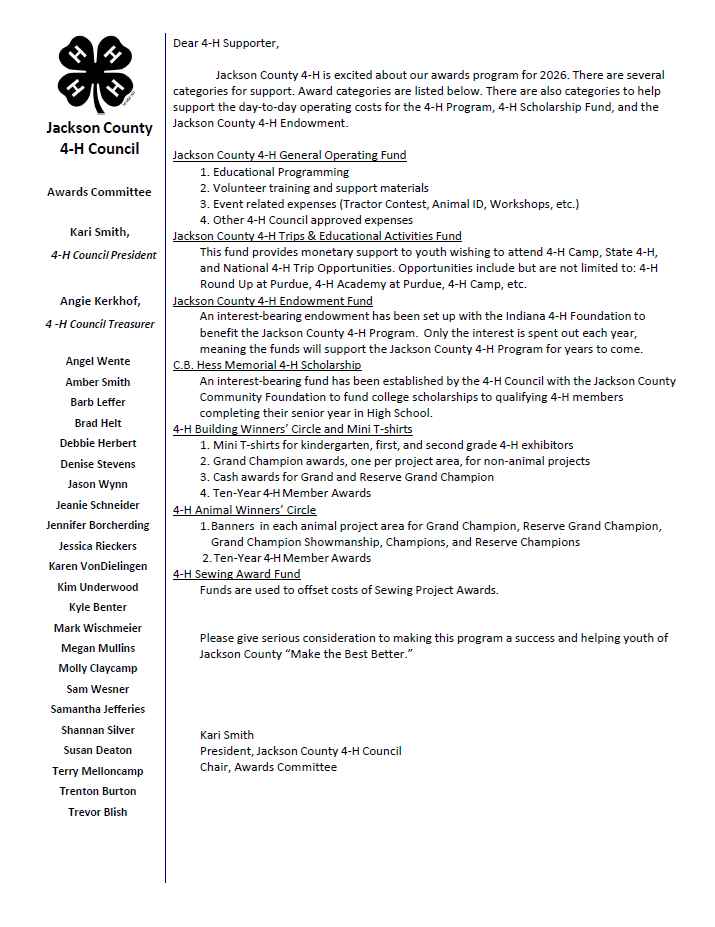 H H
H H
Jackson County
4-H Council
Awards Committee
Kari Smith,
4-H Council President
Angie Kerkhof,
4 -H Council Treasurer
Angel Wente
Amber Smith
Barb Leffer
Brad Helt
Debbie Herbert
Denise Stevens
Jason Wynn
Jeanie Schneider
Jennifer Borcherding
Jessica Rieckers
Karen VonDielingen
Kim Underwood
Kyle Benter
Mark Wischmeier
Megan Mullins
Molly Claycamp
Sam Wesner
Samantha Jefferies
Shannan Silver
Susan Deaton
Terry Melloncamp
Trenton Burton
Trevor Blish
Dear 4-H Supporter,
Jackson County 4-H is excited about our awards program for 2026. There are several
categories for support. Award categories are listed below. There are also categories to help
support the day-to-day operating costs for the 4-H Program, 4-H Scholarship Fund, and the
Jackson County 4-H Endowment.
Jackson County 4-H General Operating Fund
1. Educational Programming
2. Volunteer training and support materials
3. Event related expenses (Tractor Contest, Animal ID, Workshops, etc.)
4. Other 4-H Council approved expenses
Jackson County 4-H Trips & Educational Activities Fund
This fund provides monetary support to youth wishing to attend 4-H Camp, State 4-H,
and National 4-H Trip Opportunities. Opportunities include but are not limited to: 4-H
Round Up at Purdue, 4-H Academy at Purdue, 4-H Camp, etc.
Jackson County 4-H Endowment Fund
An interest-bearing endowment has been set up with the Indiana 4-H Foundation to
benefit the Jackson County 4-H Program. Only the interest is spent out each year,
meaning the funds will support the Jackson County 4-H Program for years to come.
C.B. Hess Memorial 4-H Scholarship
An interest-bearing fund has been established by the 4-H Council with the Jackson County
Community Foundation to fund college scholarships to qualifying 4-H members
completing their senior year in High School.
4-H Building Winners’ Circle and Mini T-shirts
1. Mini T-shirts for kindergarten, first, and second grade 4-H exhibitors
2. Grand Champion awards, one per project area, for non-animal projects
3. Cash awards for Grand and Reserve Grand Champion
4. Ten-Year 4-H Member Awards
4-H Animal Winners’ Circle
1. Banners in each animal project area for Grand Champion, Reserve Grand Champion,
Grand Champion Showmanship, Champions, and Reserve Champions
2. Ten-Year 4-H Member Awards
4-H Sewing Award Fund
Funds are used to offset costs of Sewing Project Awards.
Please give serious consideration to making this program a success and helping youth of
Jackson County “Make the Best Better.”
Kari Smith
President, Jackson County 4-H Council
Chair, Awards Committee